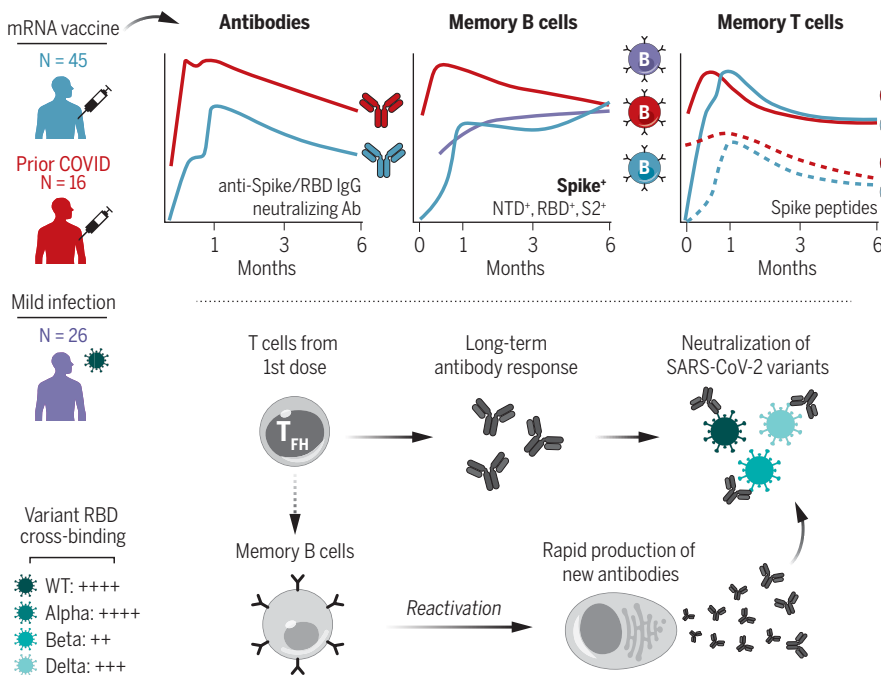 mRNA vaccine
N = 45
Prior COVID
N = 16
Mild infection
N = 26
Variant RBD
cross-binding
WT: ++++
Alpha: ++++
Beta: ++
Delta: +++
Antibodies
anti-Spike/RBD IgG
neutralizing Ab
1
3
6
Months
Memory B cells
B
B
B
Spike⁺
NTD⁺, RBD⁺, S2⁺
0
1
3
6
Months
Memory T cells
Spike peptides
0
1
3
6
Months
T cells from
1st dose
T FH
Long-term
antibody response
Neutralization of
SARS-CoV-2 variants
Memory B cells
Reactivation
Rapid production of
new antibodies